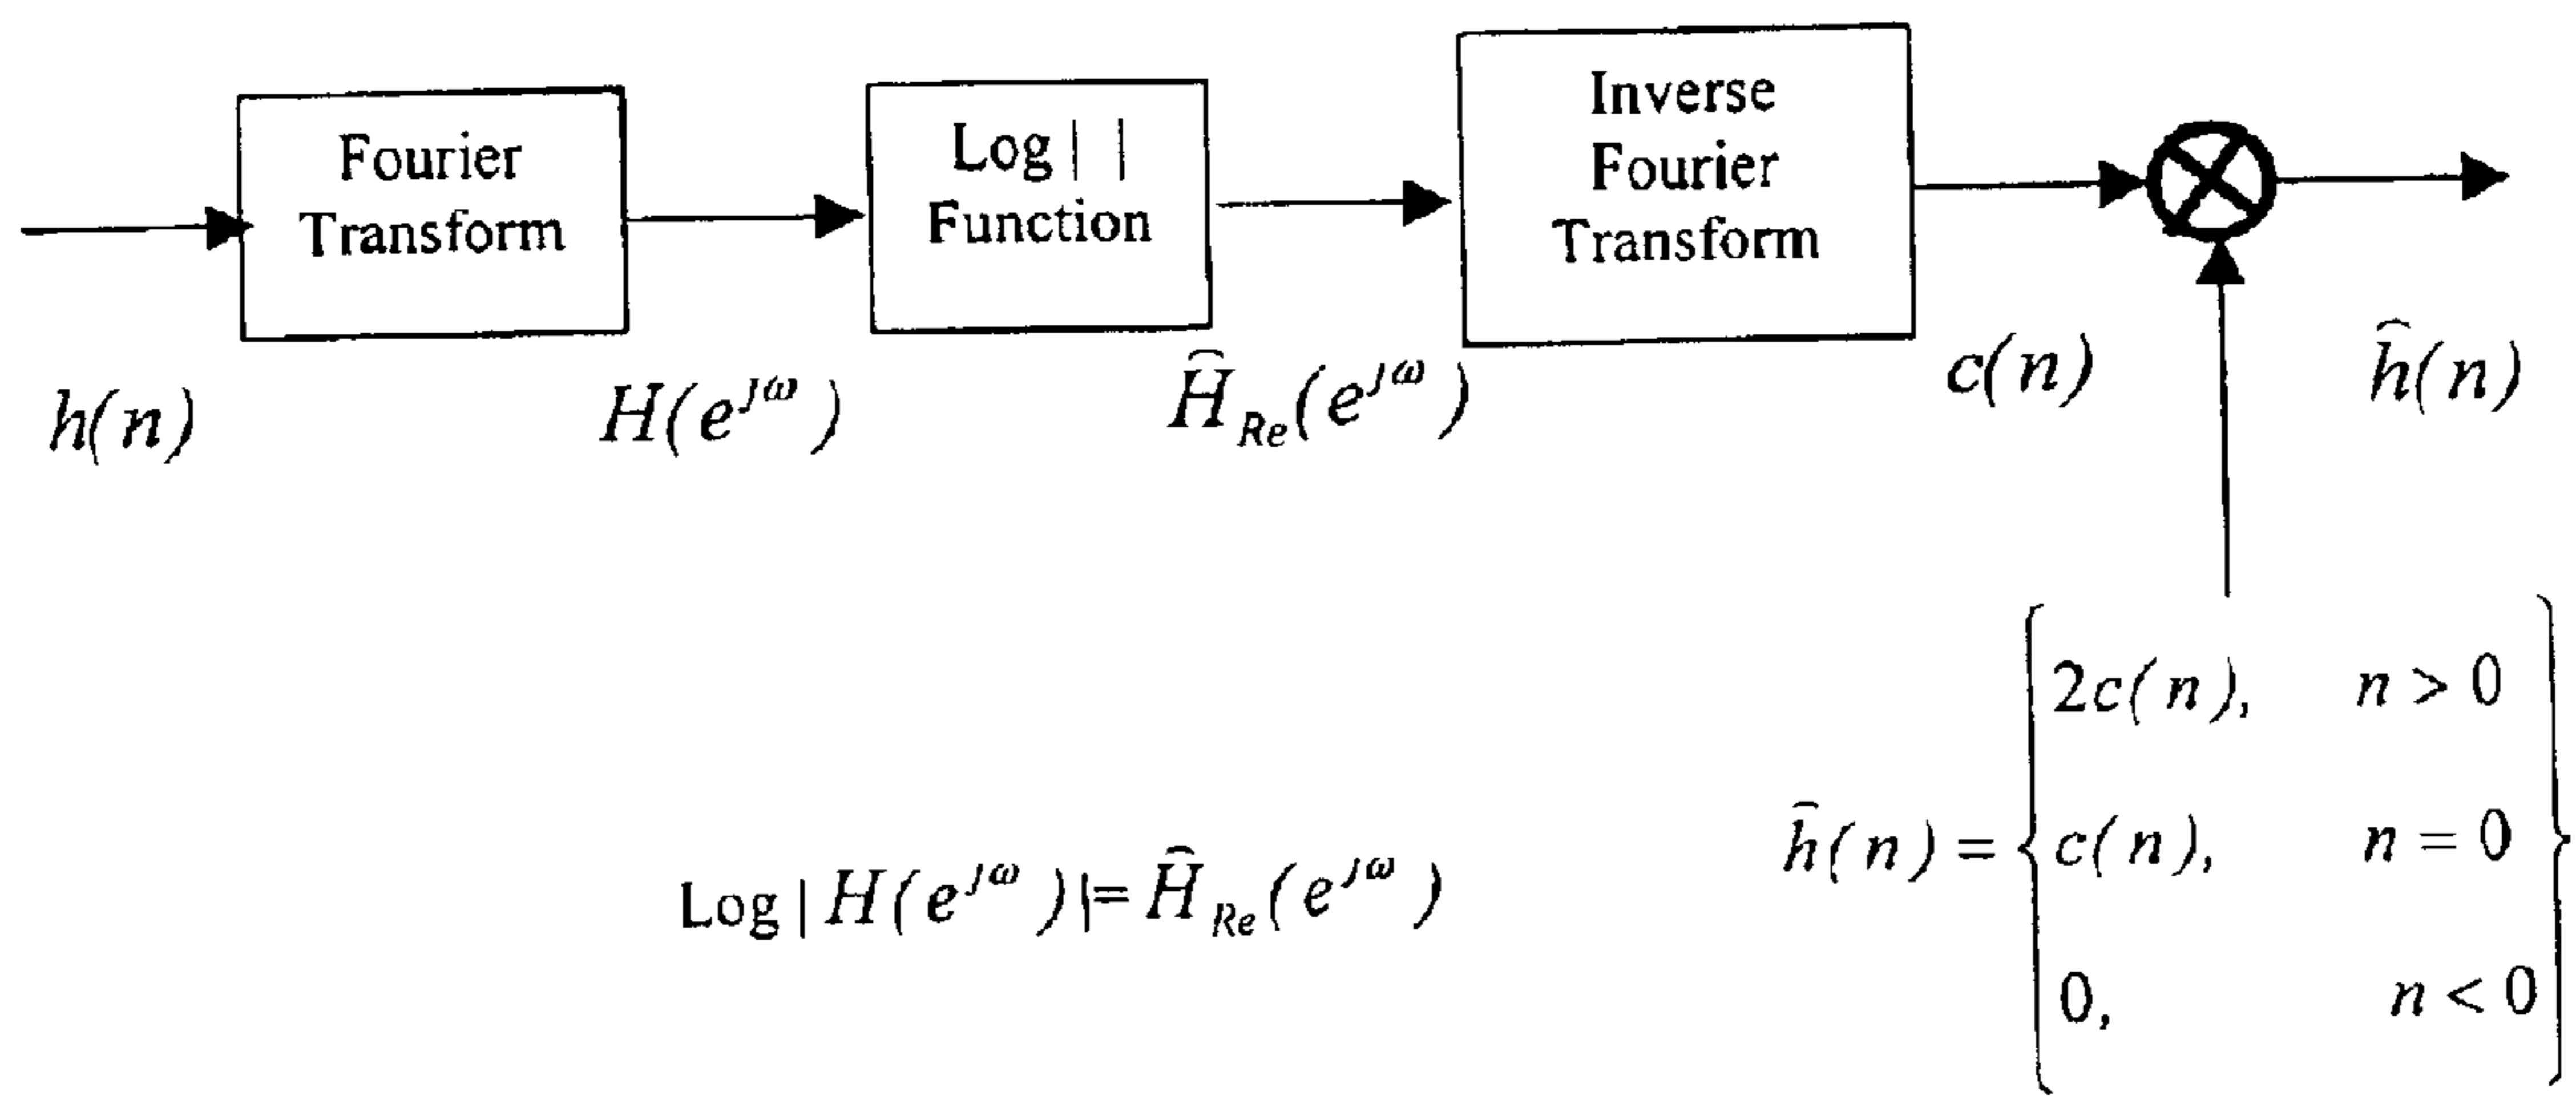 Fourier
Transform
Log | |
Function
Inverse
Fourier
Transform
h(n)
H(e^{jω})
Ĥ_{Re}(e^{jω})
c(n)
ĥ(n)
Log | H(e^{jω}) |= Ĥ_{Re}(e^{jω})
ĥ(n) = { 2c(n), n > 0
c(n), n = 0
0, n < 0 }